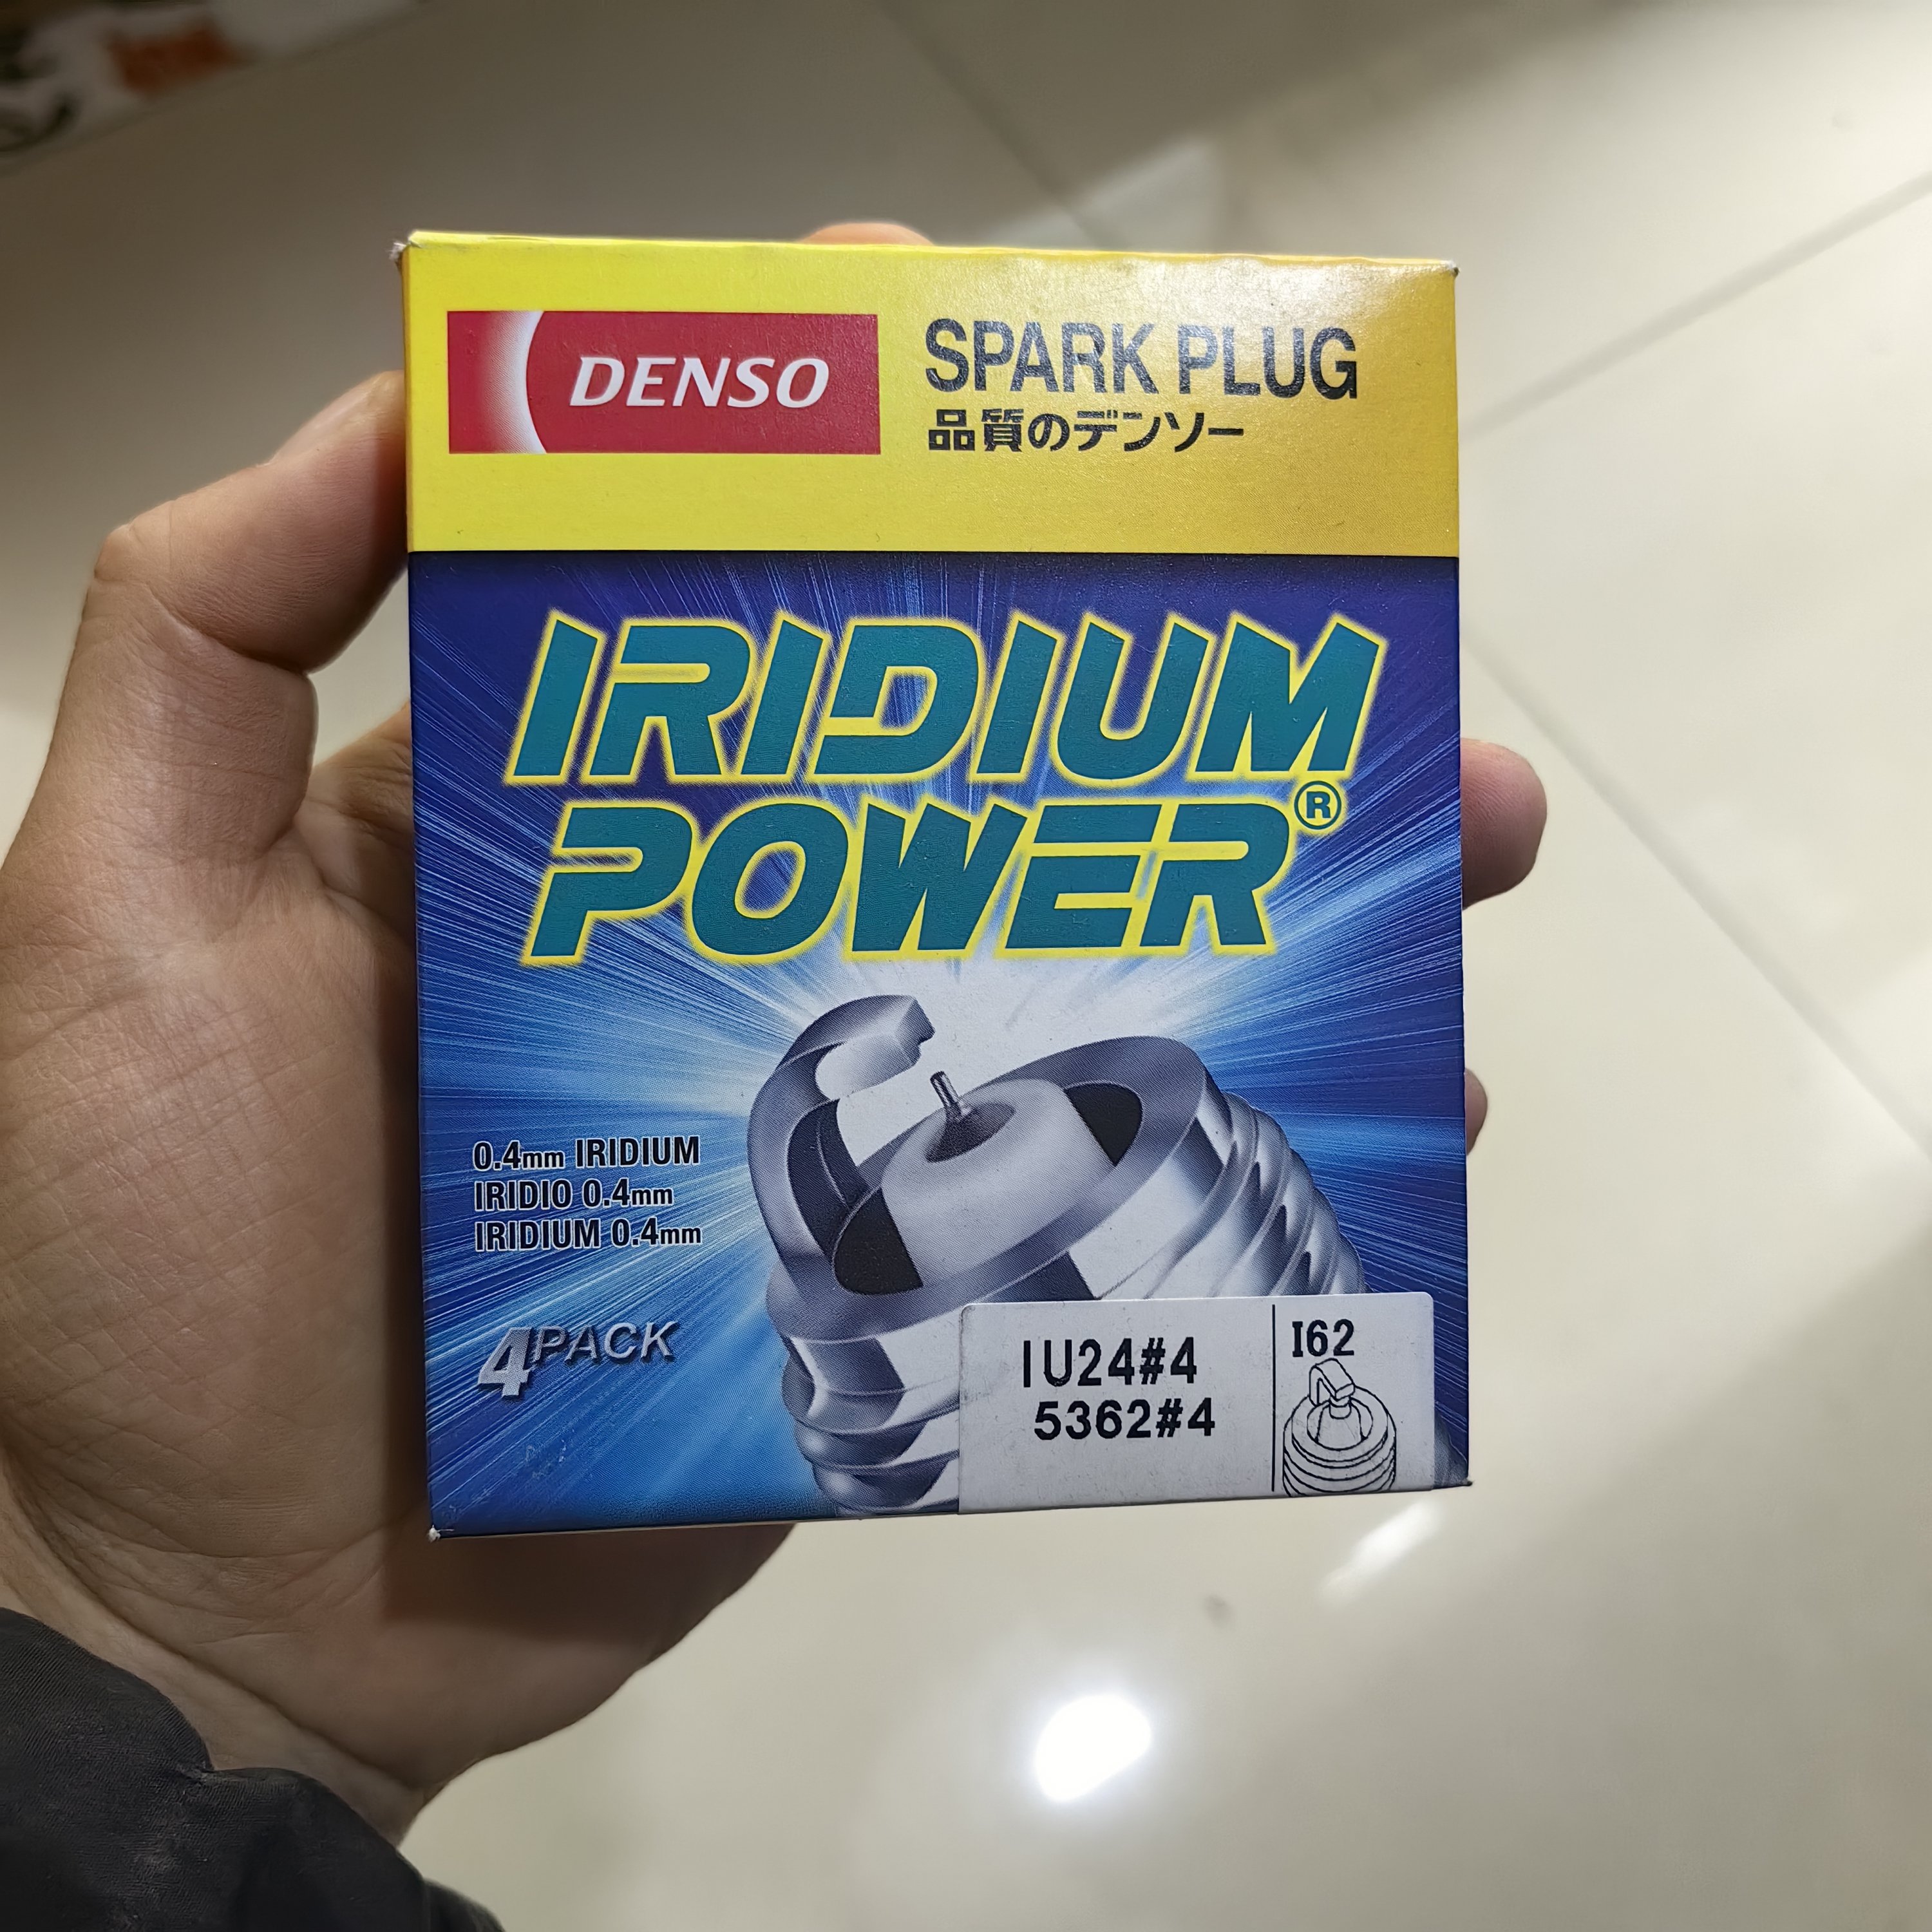 DENSO
SPARK PLUG
品質のデンソー
IRIDIUM
POWER®
0.4mm IRIDIUM
IRIDIO 0.4mm
IRIDIUM 0.4mm
4PACK
IU24#4
5362#4
I62